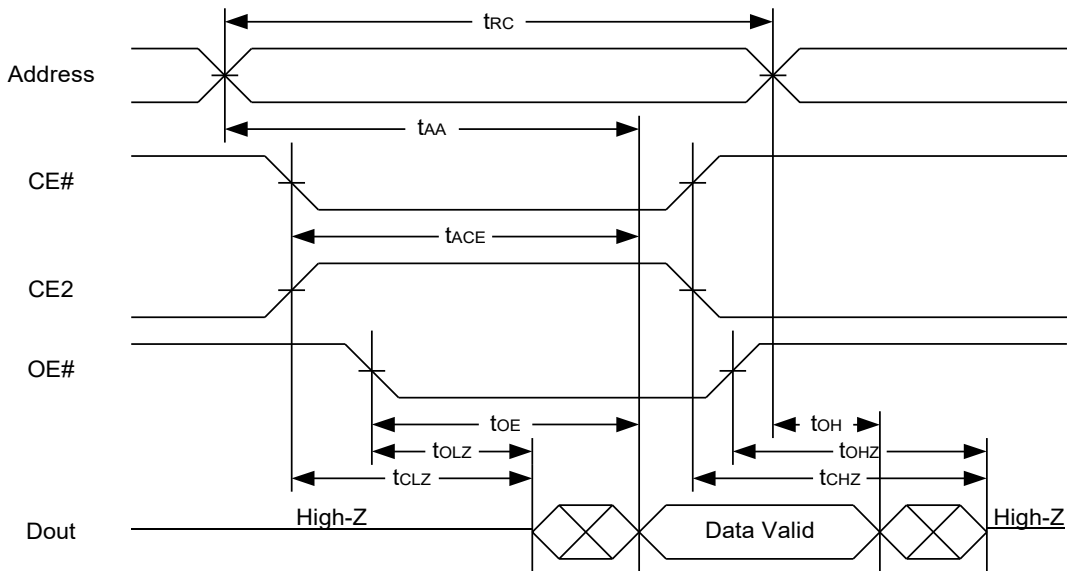 tRC
Address
tAA
CE#
tACE
CE2
OE#
tOE
tOH
tOLZ
tOHZ
tCLZ
tCHZ
High-Z
High-Z
Dout
Data Valid